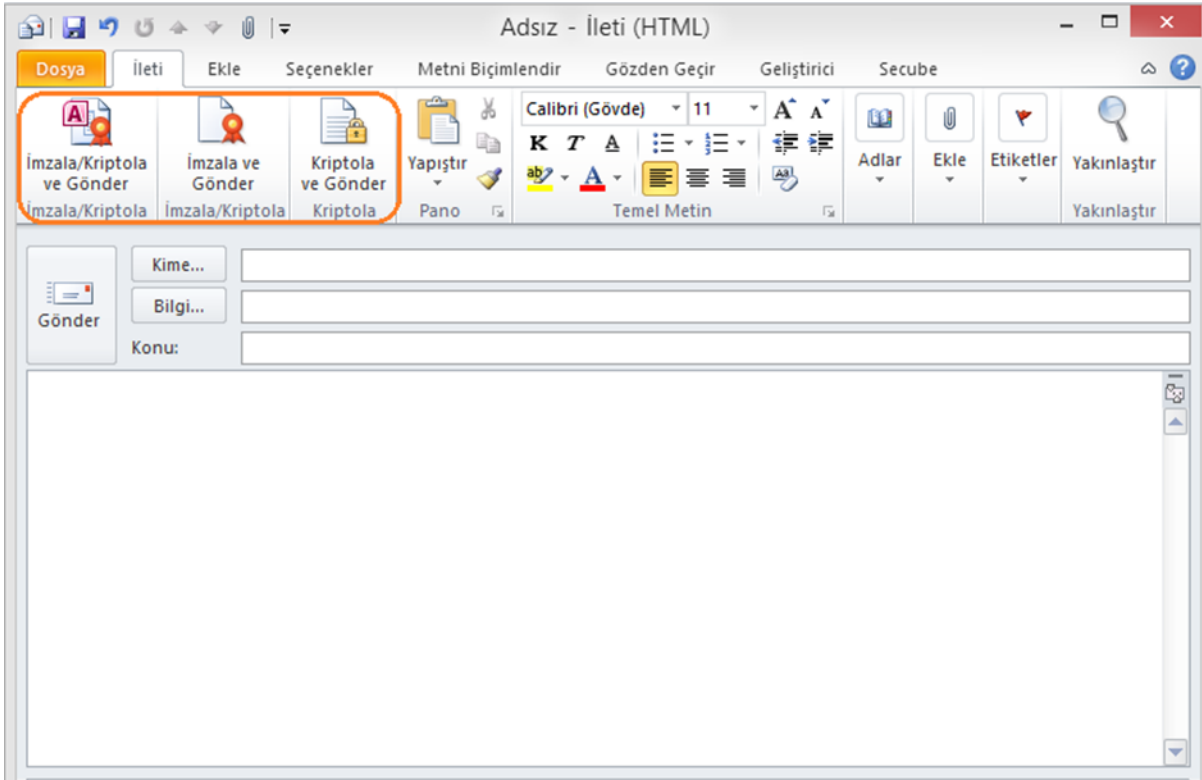 Adsız - İleti (HTML)
Dosya İleti Ekle Seçenekler Metni Biçimlendir Gözden Geçir Geliştirici Secube
İmzala/Kriptola
ve Gönder
İmzala ve
Gönder
Kriptola
ve Gönder
Yapıştır
Calibri (Gövde) 11
K T A
Adlar
Ekle
Etiketler
Yakınlaştır
İmzala/Kriptola İmzala/Kriptola Kriptola Pano Temel Metin Yakınlaştır
Gönder
Kime...
Bilgi...
Konu: